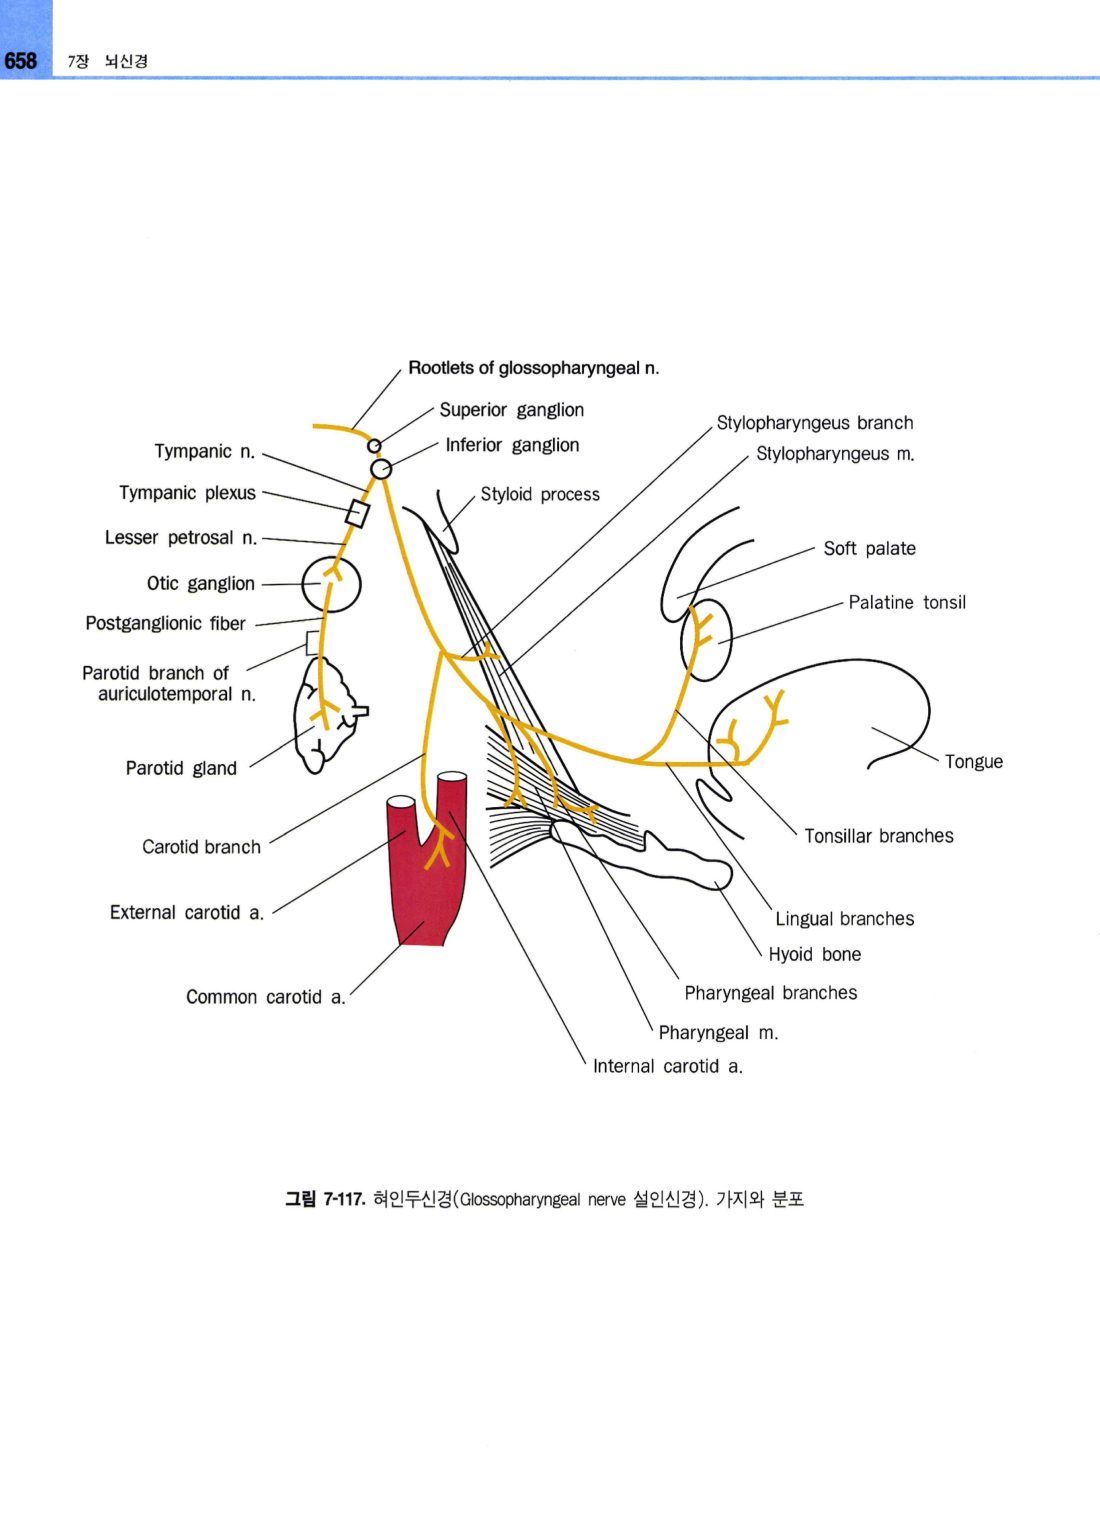 658 7장 뇌신경
Rootlets of glossopharyngeal n.
Superior ganglion
Inferior ganglion
Stylopharyngeus branch
Stylopharyngeus m.
Tympanic n.
Tympanic plexus
Styloid process
Lesser petrosal n.
Soft palate
Otic ganglion
Palatine tonsil
Postganglionic fiber
Parotid branch of
auriculotemporal n.
Parotid gland
Tongue
Tonsillar branches
Carotid branch
External carotid a.
Lingual branches
Hyoid bone
Pharyngeal branches
Common carotid a.
Pharyngeal m.
Internal carotid a.
그림 7-117. 혀인두신경(Glossopharyngeal nerve 설인신경). 가지와 분포